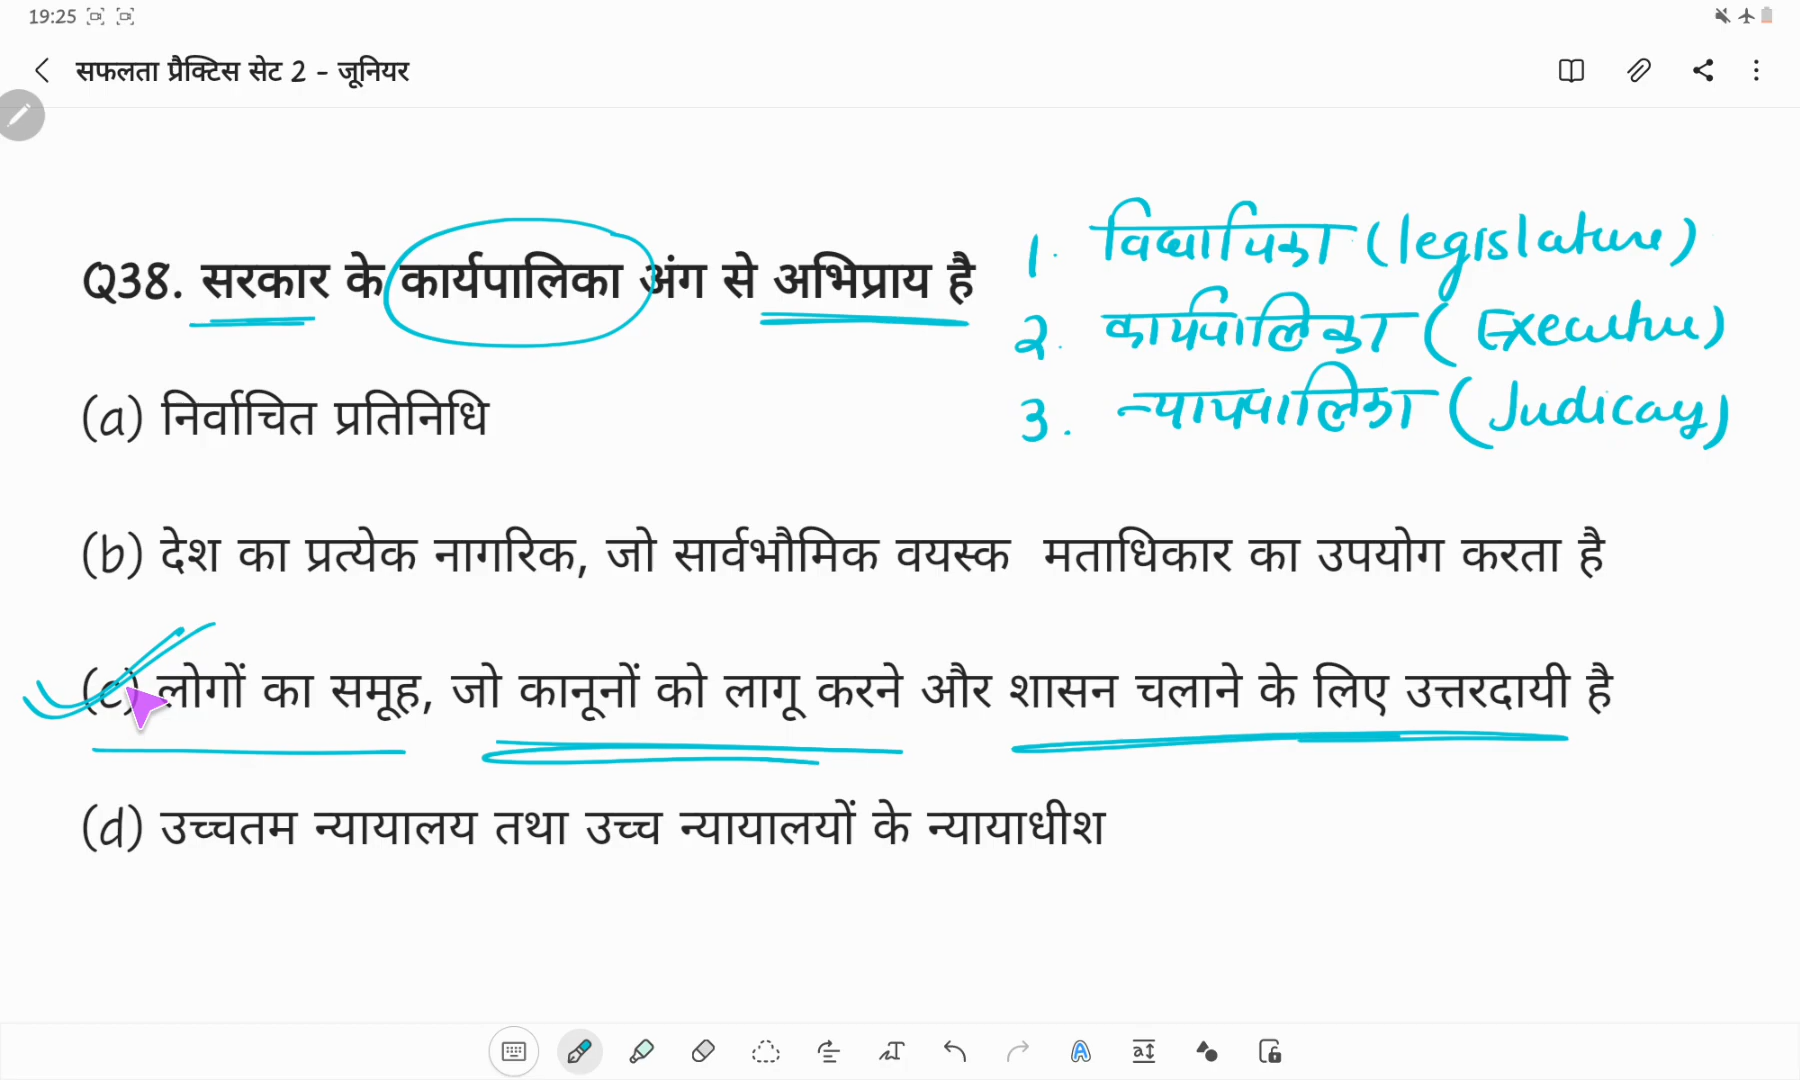 19:25
सफलता प्रैक्टिस सेट 2 - जूनियर
Q38. सरकार के कार्यपालिका अंग से अभिप्राय है
1. विधायिका (legislature)
2. कार्यपालिका (Executive)
3. न्यायपालिका (Judicay)
(a) निर्वाचित प्रतिनिधि
(b) देश का प्रत्येक नागरिक, जो सार्वभौमिक वयस्क मताधिकार का उपयोग करता है
(c) लोगों का समूह, जो कानूनों को लागू करने और शासन चलाने के लिए उत्तरदायी है
(d) उच्चतम न्यायालय तथा उच्च न्यायालयों के न्यायाधीश